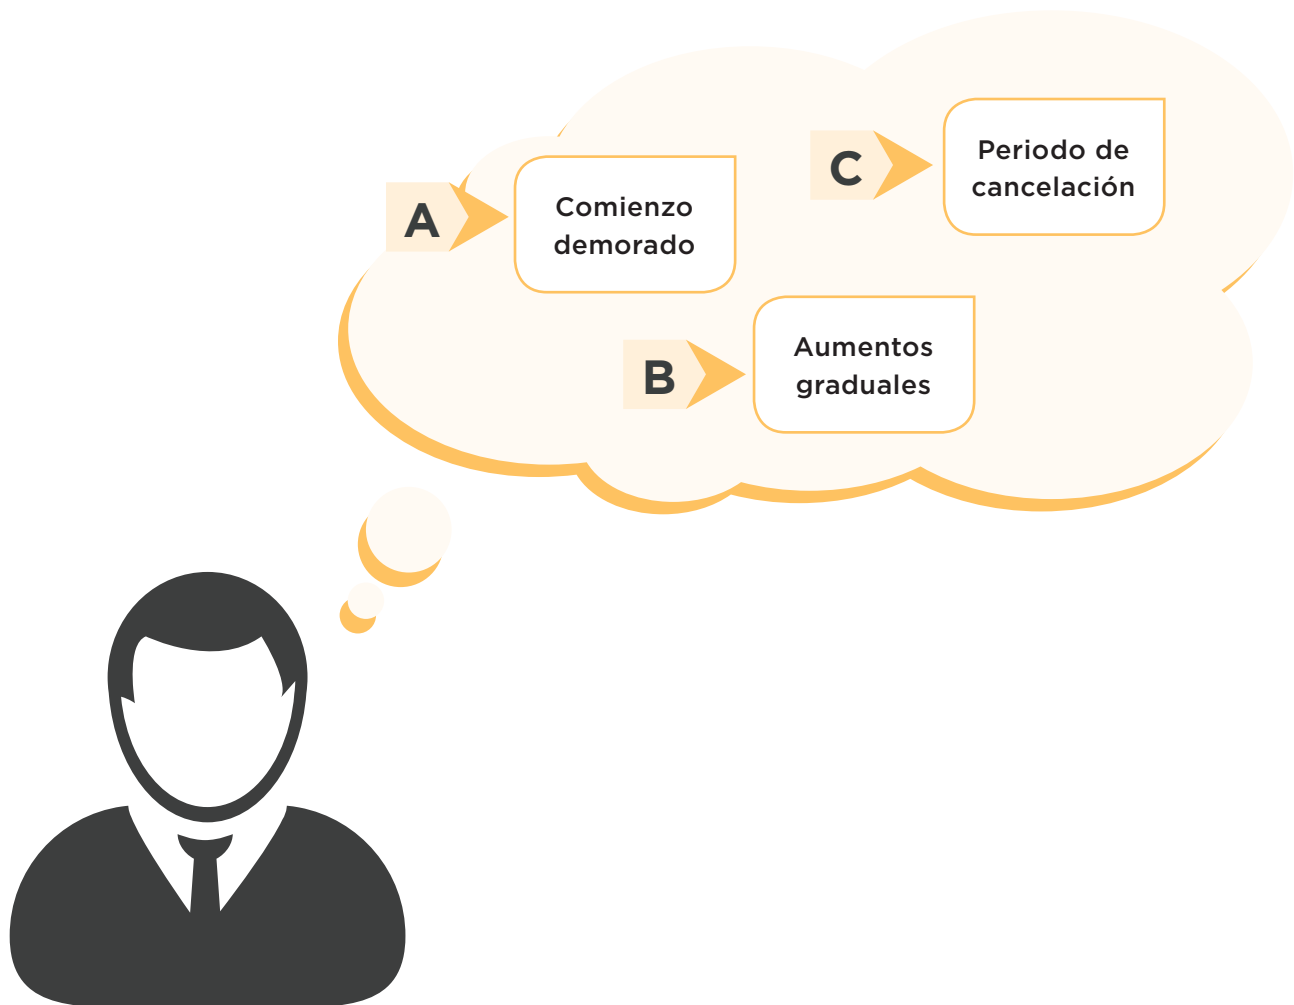 A
Comienzo
demorado
B
Aumentos
graduales
C
Periodo de
cancelación